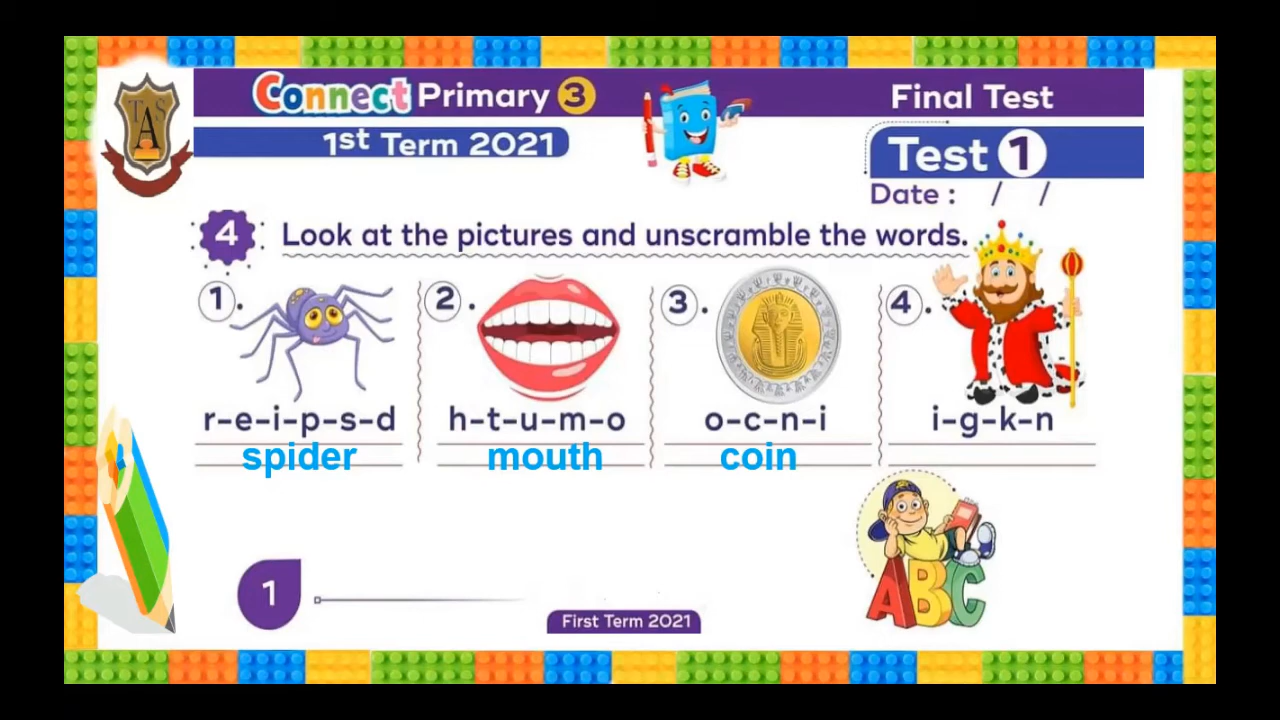 Connect Primary 3
Final Test
1st Term 2021
Test 1
Date : / /
TAS
4 Look at the pictures and unscramble the words.
1. 2. 3. 4.
r-e-i-p-s-d h-t-u-m-o o-c-n-i i-g-k-n
spider mouth coin
ABC
1
First Term 2021